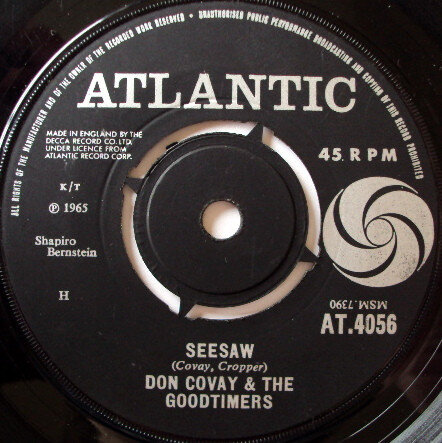 ALL RIGHTS OF THE MANUFACTURER AND OF THE OWNER OF THE RECORDED WORK RESERVED • UNAUTHORISED PUBLIC PERFORMANCE BROADCASTING AND COPYING OF THIS RECORD PROHIBITED
ATLANTIC
MADE IN ENGLAND BY THE
DECCA RECORD CO. LTD.
UNDER LICENCE FROM
ATLANTIC RECORD CORP.
45 R P M
K/T
℗ 1965
Shapiro
Bernstein
H
MSM. 7390
AT.4056
SEESAW
(Covay, Cropper)
DON COVAY & THE
GOODTIMERS